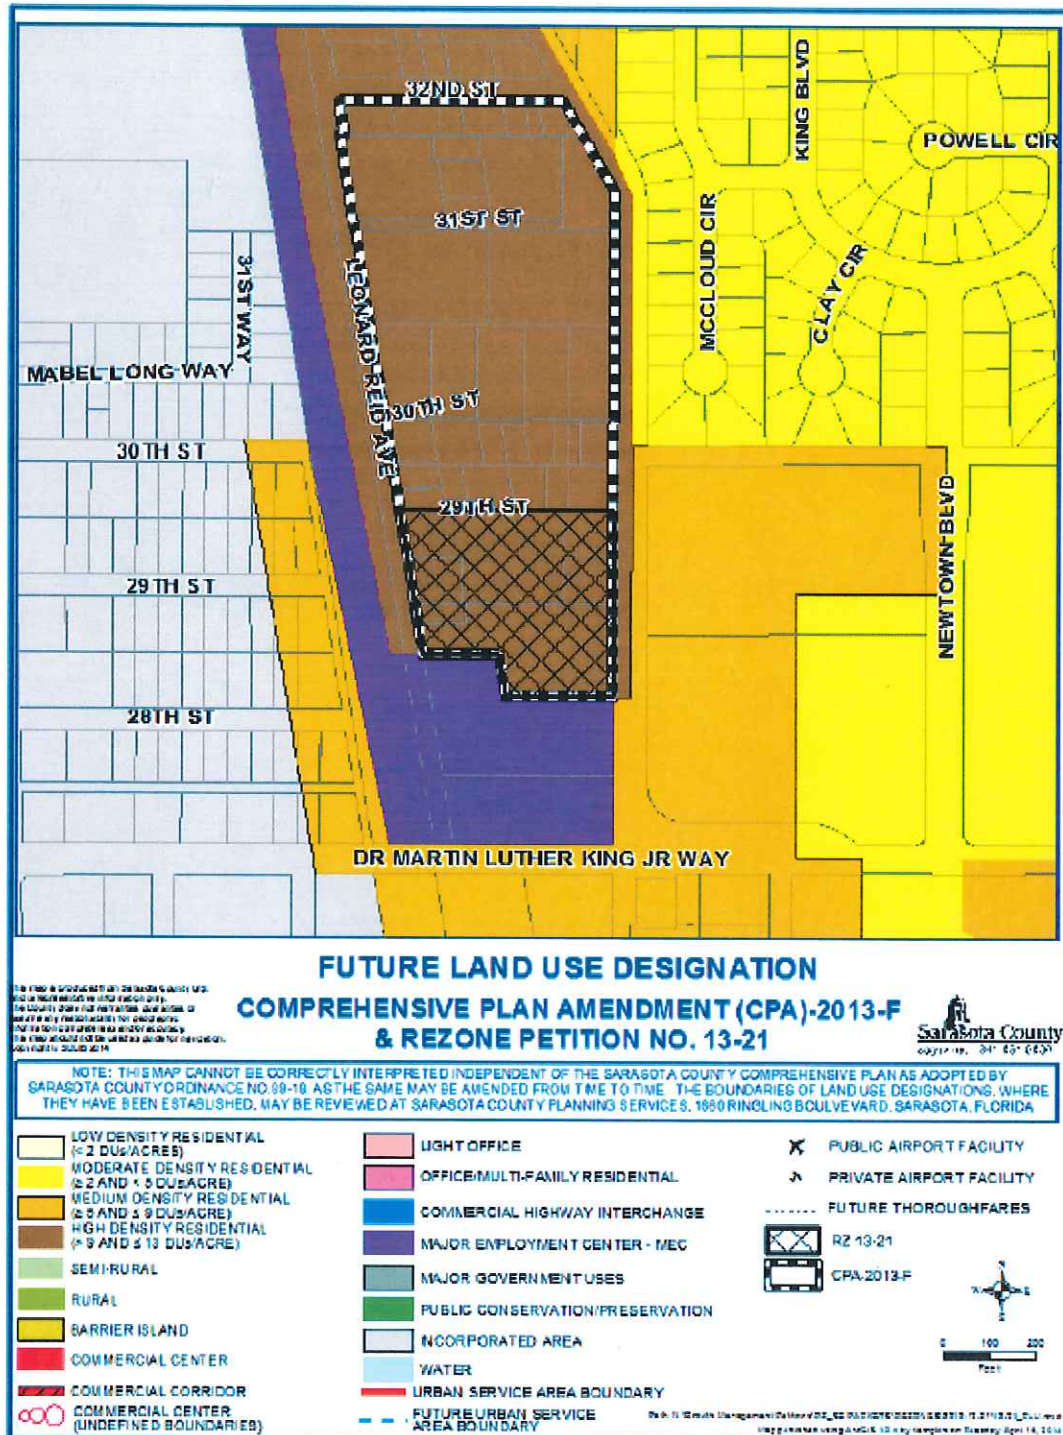 32ND ST
KING BLVD
POWELL CIR
31ST ST
MCCLOUD CIR
CLAY CIR
31ST WAY
LEONARD REID AVE
MABEL LONG WAY
30TH ST
30TH ST
29TH ST
NEWTOWN BLVD
29TH ST
28TH ST
DR MARTIN LUTHER KING JR WAY
FUTURE LAND USE DESIGNATION
COMPREHENSIVE PLAN AMENDMENT (CPA)-2013-F
& REZONE PETITION NO. 13-21
Sarasota County
NOTE: THIS MAP CANNOT BE CORRECTLY INTERPRETED INDEPENDENT OF THE SARASOTA COUNTY COMPREHENSIVE PLAN AS ADOPTED BY
SARASOTA COUNTY ORDINANCE NO. 89-18, AS THE SAME MAY BE AMENDED FROM TIME TO TIME. THE BOUNDARIES OF LAND USE DESIGNATIONS, WHERE
THEY HAVE BEEN ESTABLISHED, MAY BE REVIEWED AT SARASOTA COUNTY PLANNING SERVICES, 1660 RINGLING BOULVEVARD, SARASOTA, FLORIDA
LOW DENSITY RESIDENTIAL
(< 2 DUs/ACRES)
MODERATE DENSITY RESIDENTIAL
(≥ 2 AND < 5 DUs/ACRE)
MEDIUM DENSITY RESIDENTIAL
(≥ 5 AND ≤ 9 DUs/ACRE)
HIGH DENSITY RESIDENTIAL
(> 9 AND ≤ 13 DUs/ACRE)
SEMI-RURAL
RURAL
BARRIER ISLAND
COMMERCIAL CENTER
COMMERCIAL CORRIDOR
COMMERCIAL CENTER
(UNDEFINED BOUNDARIES)
LIGHT OFFICE
OFFICE/MULTI-FAMILY RESIDENTIAL
COMMERCIAL HIGHWAY INTERCHANGE
MAJOR EMPLOYMENT CENTER - MEC
MAJOR GOVERNMENT USES
PUBLIC CONSERVATION/PRESERVATION
INCORPORATED AREA
WATER
URBAN SERVICE AREA BOUNDARY
FUTURE URBAN SERVICE
AREA BOUNDARY
PUBLIC AIRPORT FACILITY
PRIVATE AIRPORT FACILITY
FUTURE THOROUGHFARES
RZ 13-21
CPA-2013-F
N
W E
S
0 100 200
Feet